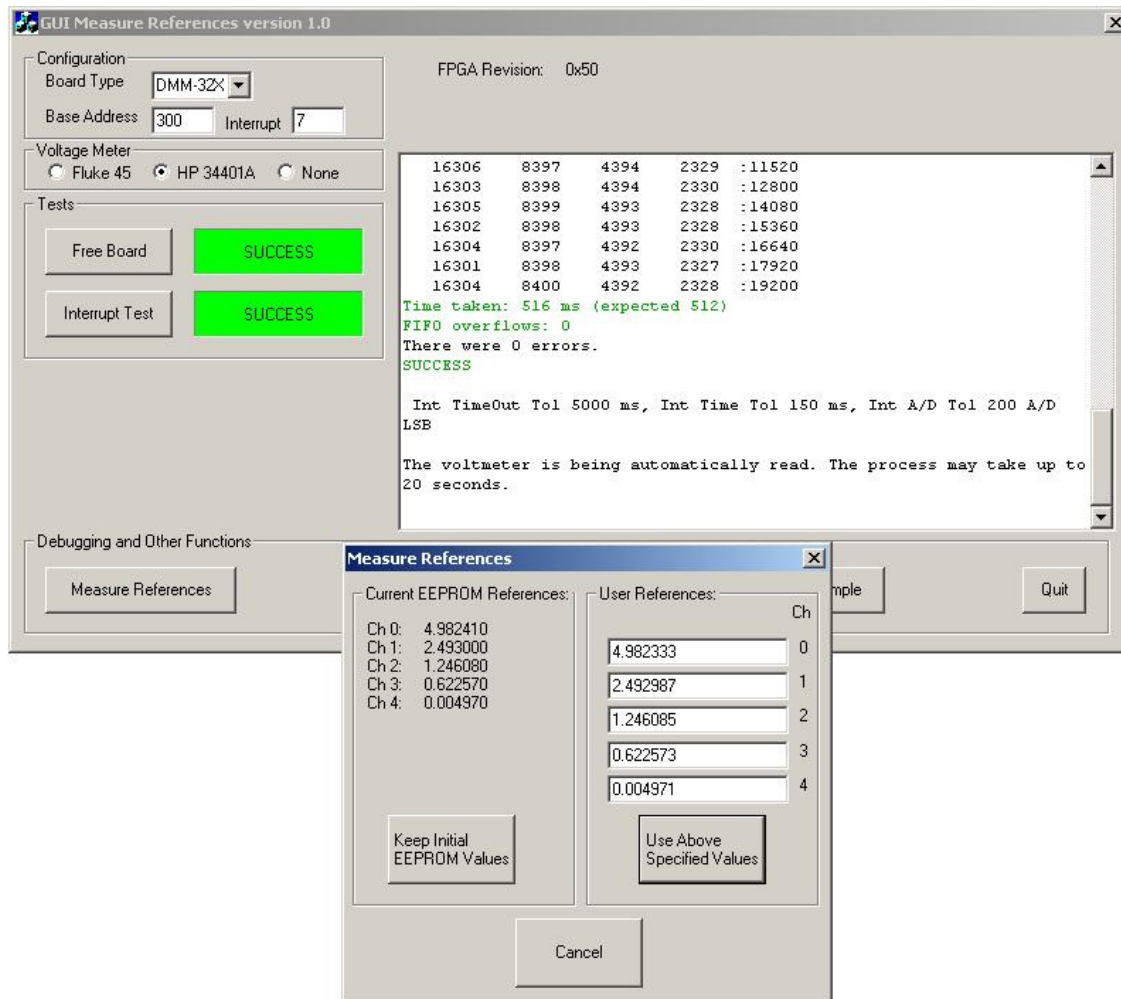 GUI Measure References version 1.0
Configuration
Board Type DMM-32X
Base Address 300 Interrupt 7
FPGA Revision: 0x50
Voltage Meter
Fluke 45 HP 34401A None
Tests
Free Board SUCCESS
Interrupt Test SUCCESS
16306 8397 4394 2329 :11520
16303 8398 4394 2330 :12800
16305 8399 4393 2328 :14080
16302 8398 4393 2328 :15360
16304 8397 4392 2330 :16640
16301 8398 4393 2327 :17920
16304 8400 4392 2328 :19200
Time taken: 516 ms (expected 512)
FIFO overflows: 0
There were 0 errors.
SUCCESS
Int TimeOut Tol 5000 ms, Int Time Tol 150 ms, Int A/D Tol 200 A/D
LSB
The voltmeter is being automatically read. The process may take up to
20 seconds.
Debugging and Other Functions
Measure References
mple
Quit
Measure References
Current EEPROM References:
Ch 0: 4.982410
Ch 1: 2.493000
Ch 2: 1.246080
Ch 3: 0.622570
Ch 4: 0.004970
Keep Initial
EEPROM Values
User References:
Ch
4.982333 0
2.492987 1
1.246085 2
0.622573 3
0.004971 4
Use Above
Specified Values
Cancel